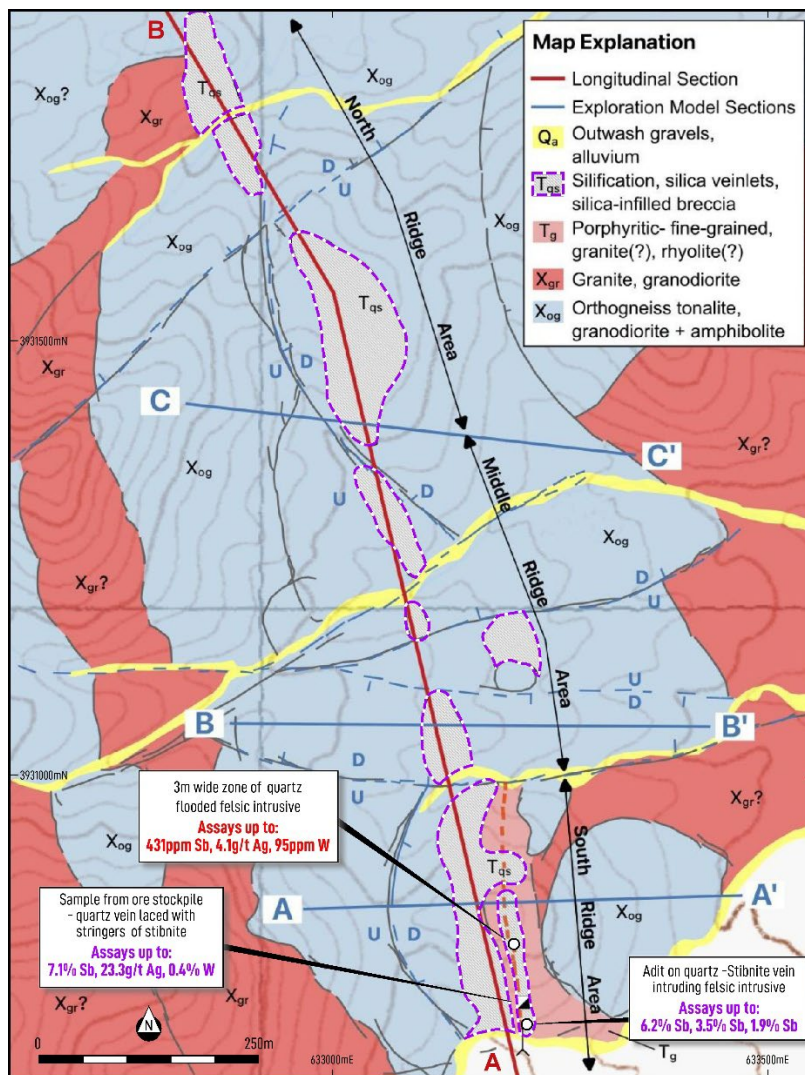 B
Map Explanation
Longitudinal Section
Exploration Model Sections
Qa
Outwash gravels,
alluvium
Tqs
Silification, silica veinlets,
silica-infilled breccia
Tg
Porphyritic- fine-grained,
granite(?), rhyolite(?)
Xgr
Granite, granodiorite
Xog
Orthogneiss tonalite,
granodiorite + amphibolite
Xog?
Tqs
Xog
Xgr
North
Ridge
Area
D
U
Xog
Xog
Tqs
3931500mN
Xgr
U
D
C
C'
Xgr?
Xog
U
D
Middle
Ridge
Area
Xog
Xgr?
D
U
U
D
B
B'
3931000mN
D
U
Xgr?
3m wide zone of quartz
flooded felsic intrusive
Assays up to:
431ppm Sb, 4.1g/t Ag, 95ppm W
Xog
Tqs
South
Ridge
Area
A
A'
U
D
Xog
Sample from ore stockpile
- quartz vein laced with
stringers of stibnite
Assays up to:
7.1% Sb, 23.3g/t Ag, 0.4% W
Adit on quartz -Stibnite vein
intruding felsic intrusive
Assays up to:
6.2% Sb, 3.5% Sb, 1.9% Sb
Xgr?
N
0
250m
633000mE
A
Tg
633500mE